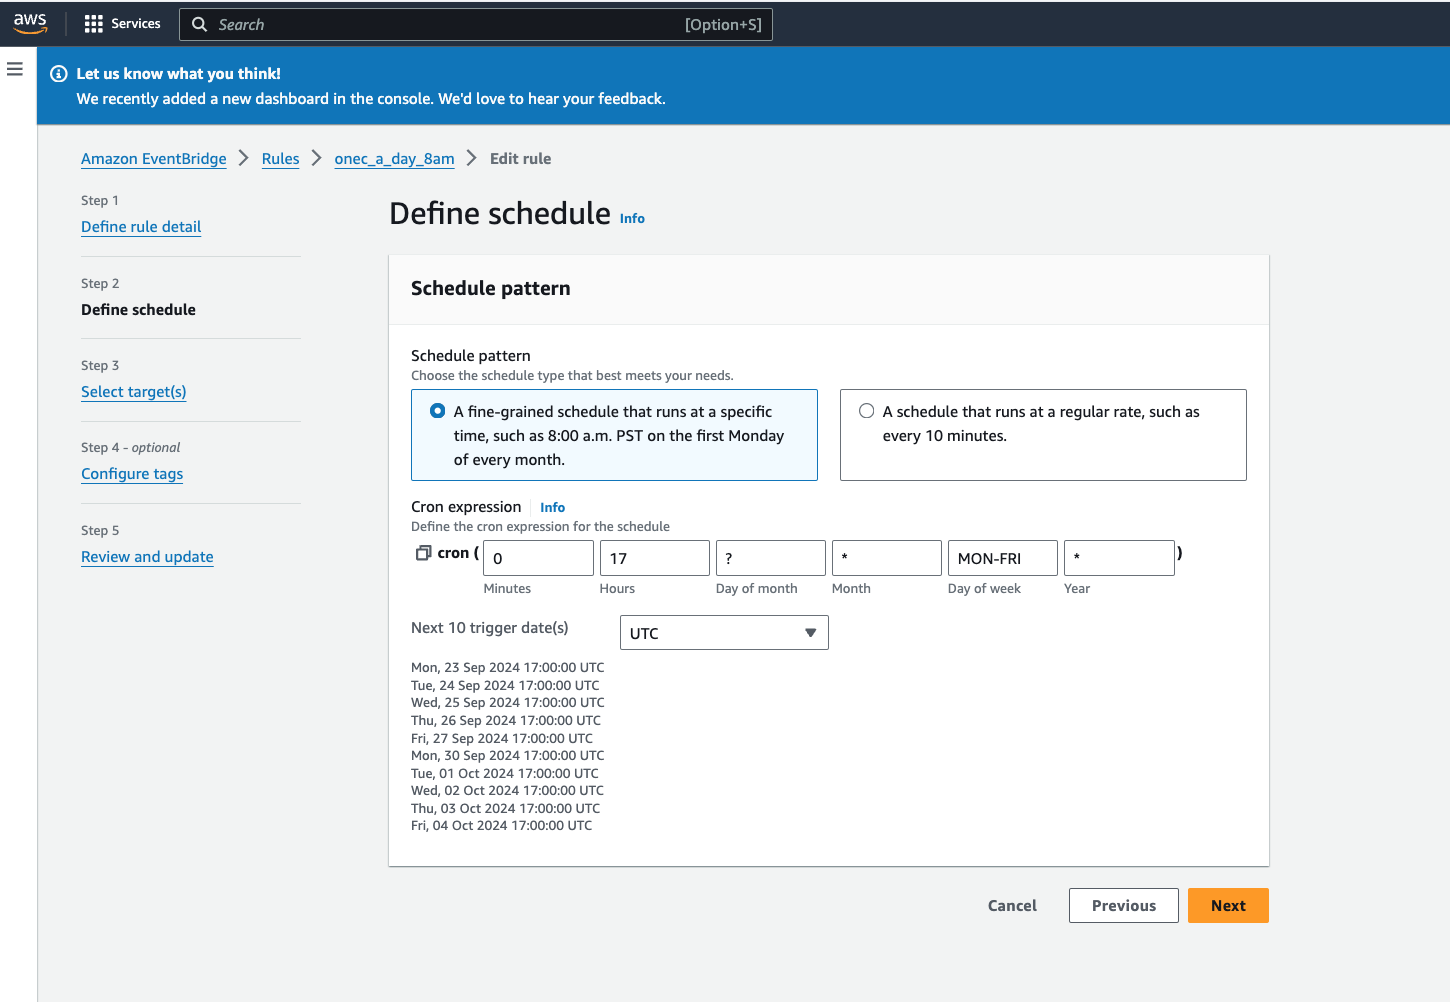 aws
Services
Search
[Option+S]
Let us know what you think!
We recently added a new dashboard in the console. We'd love to hear your feedback.
Amazon EventBridge > Rules > onec_a_day_8am > Edit rule
Step 1
Define rule detail
Step 2
Define schedule
Step 3
Select target(s)
Step 4 - optional
Configure tags
Step 5
Review and update
Define schedule Info
Schedule pattern
Schedule pattern
Choose the schedule type that best meets your needs.
A fine-grained schedule that runs at a specific
time, such as 8:00 a.m. PST on the first Monday
of every month.
A schedule that runs at a regular rate, such as
every 10 minutes.
Cron expression Info
Define the cron expression for the schedule
cron ( 0 17 ? * MON-FRI * )
Minutes Hours Day of month Month Day of week Year
Next 10 trigger date(s) UTC
Mon, 23 Sep 2024 17:00:00 UTC
Tue, 24 Sep 2024 17:00:00 UTC
Wed, 25 Sep 2024 17:00:00 UTC
Thu, 26 Sep 2024 17:00:00 UTC
Fri, 27 Sep 2024 17:00:00 UTC
Mon, 30 Sep 2024 17:00:00 UTC
Tue, 01 Oct 2024 17:00:00 UTC
Wed, 02 Oct 2024 17:00:00 UTC
Thu, 03 Oct 2024 17:00:00 UTC
Fri, 04 Oct 2024 17:00:00 UTC
Cancel Previous Next